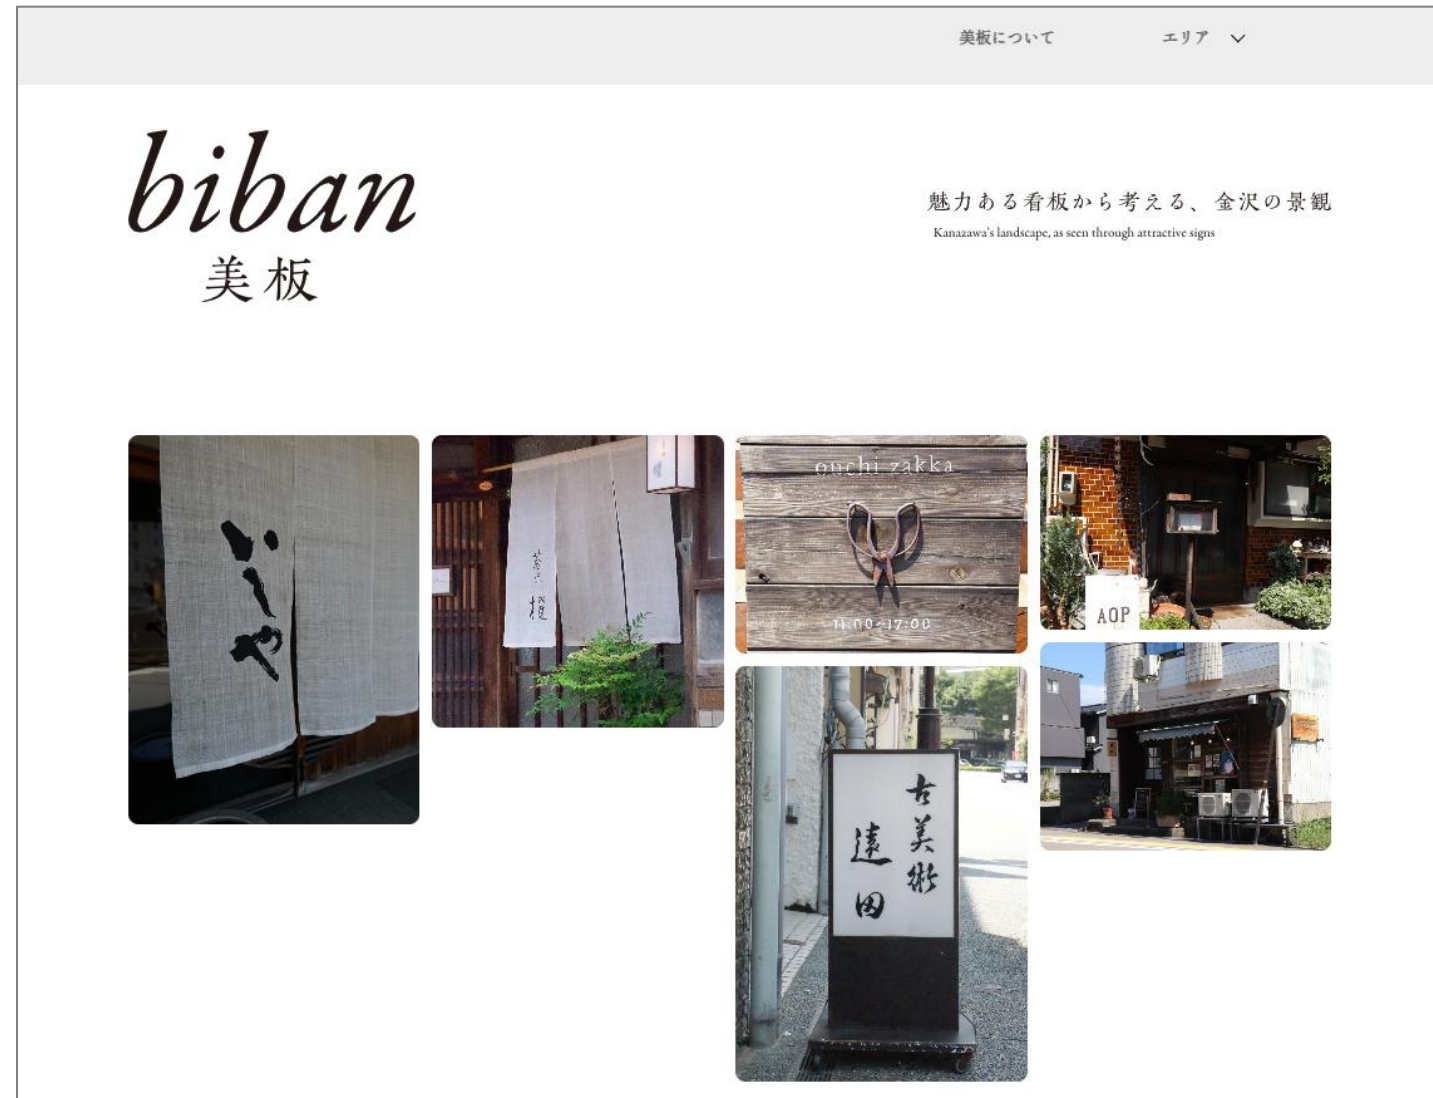 美板について
エリア
biban
美板
魅力ある看板から考える、金沢の景観
Kanazawa's landscape, as seen through attractive signs
いしや
ouchi zakka
11:00~17:00
AOP
古美術
遠田